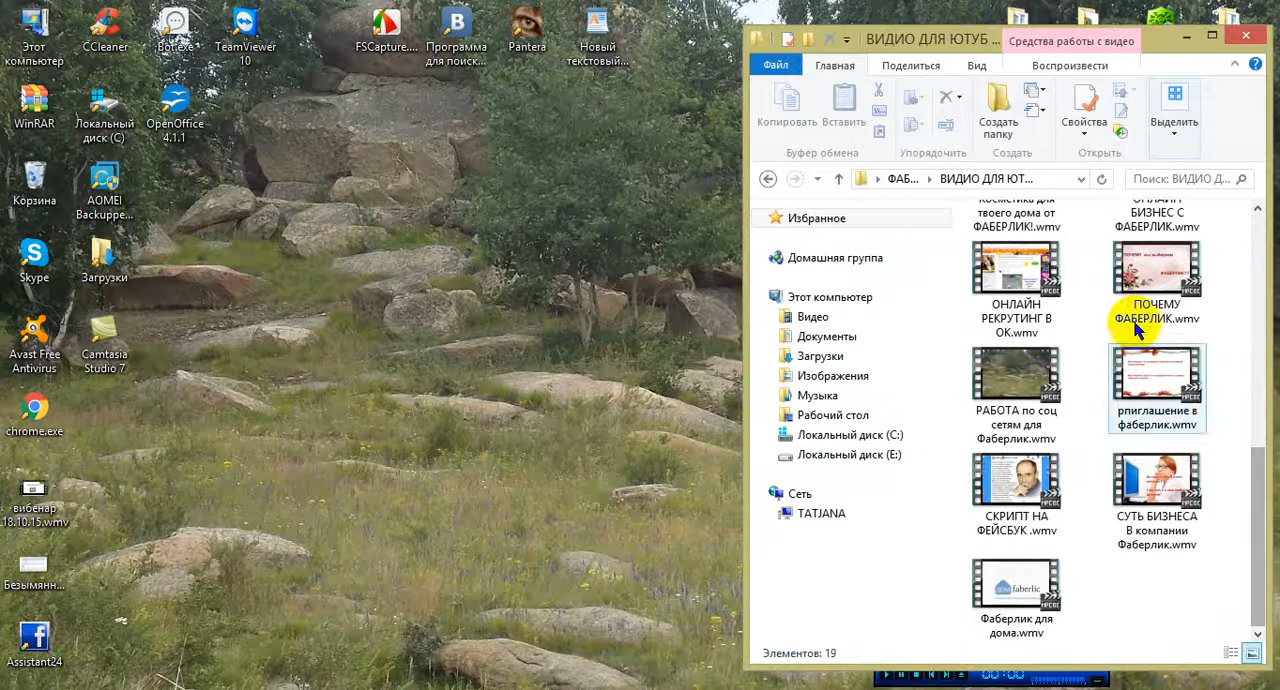 Этот
компьютер
CCleaner
Bot.exe
TeamViewer
10
FSCapture....
Программа
для поиск...
Pantera
Новый
текстовый...
WinRAR
Локальный
диск (C)
OpenOffice
4.1.1
Корзина
AOMEI
Backuppe...
Skype
Загрузки
Avast Free
Antivirus
Camtasia
Studio 7
chrome.exe
вибенар
18.10.15.wmv
Безымянн...
Assistant24
ВИДИО ДЛЯ ЮТУБ ...
Средства работы с видео
Файл
Главная
Поделиться
Вид
Воспроизвести
Копировать
Вставить
Создать
папку
Свойства
Выделить
Буфер обмена
Упорядочить
Создать
Открыть
ФАБ...
ВИДИО ДЛЯ ЮТ...
Поиск: ВИДИО Д...
Избранное
Домашняя группа
Этот компьютер
Видео
Документы
Загрузки
Изображения
Музыка
Рабочий стол
Локальный диск (C:)
Локальный диск (E:)
Сеть
TATJANA
твоего дома от
ФАБЕРЛИК!.wmv
БИЗНЕС С
ФАБЕРЛИК.wmv
ОНЛАЙН
РЕКРУТИНГ В
ОК.wmv
ПОЧЕМУ
ФАБЕРЛИК.wmv
РАБОТА по соц
сетям для
Фаберлик.wmv
рпиглашение в
фаберлик.wmv
СКРИПТ НА
ФЕЙСБУК .wmv
СУТЬ БИЗНЕСА
В компании
Фаберлик.wmv
faberlic
Фаберлик для
дома.wmv
Элементов: 19
00:00